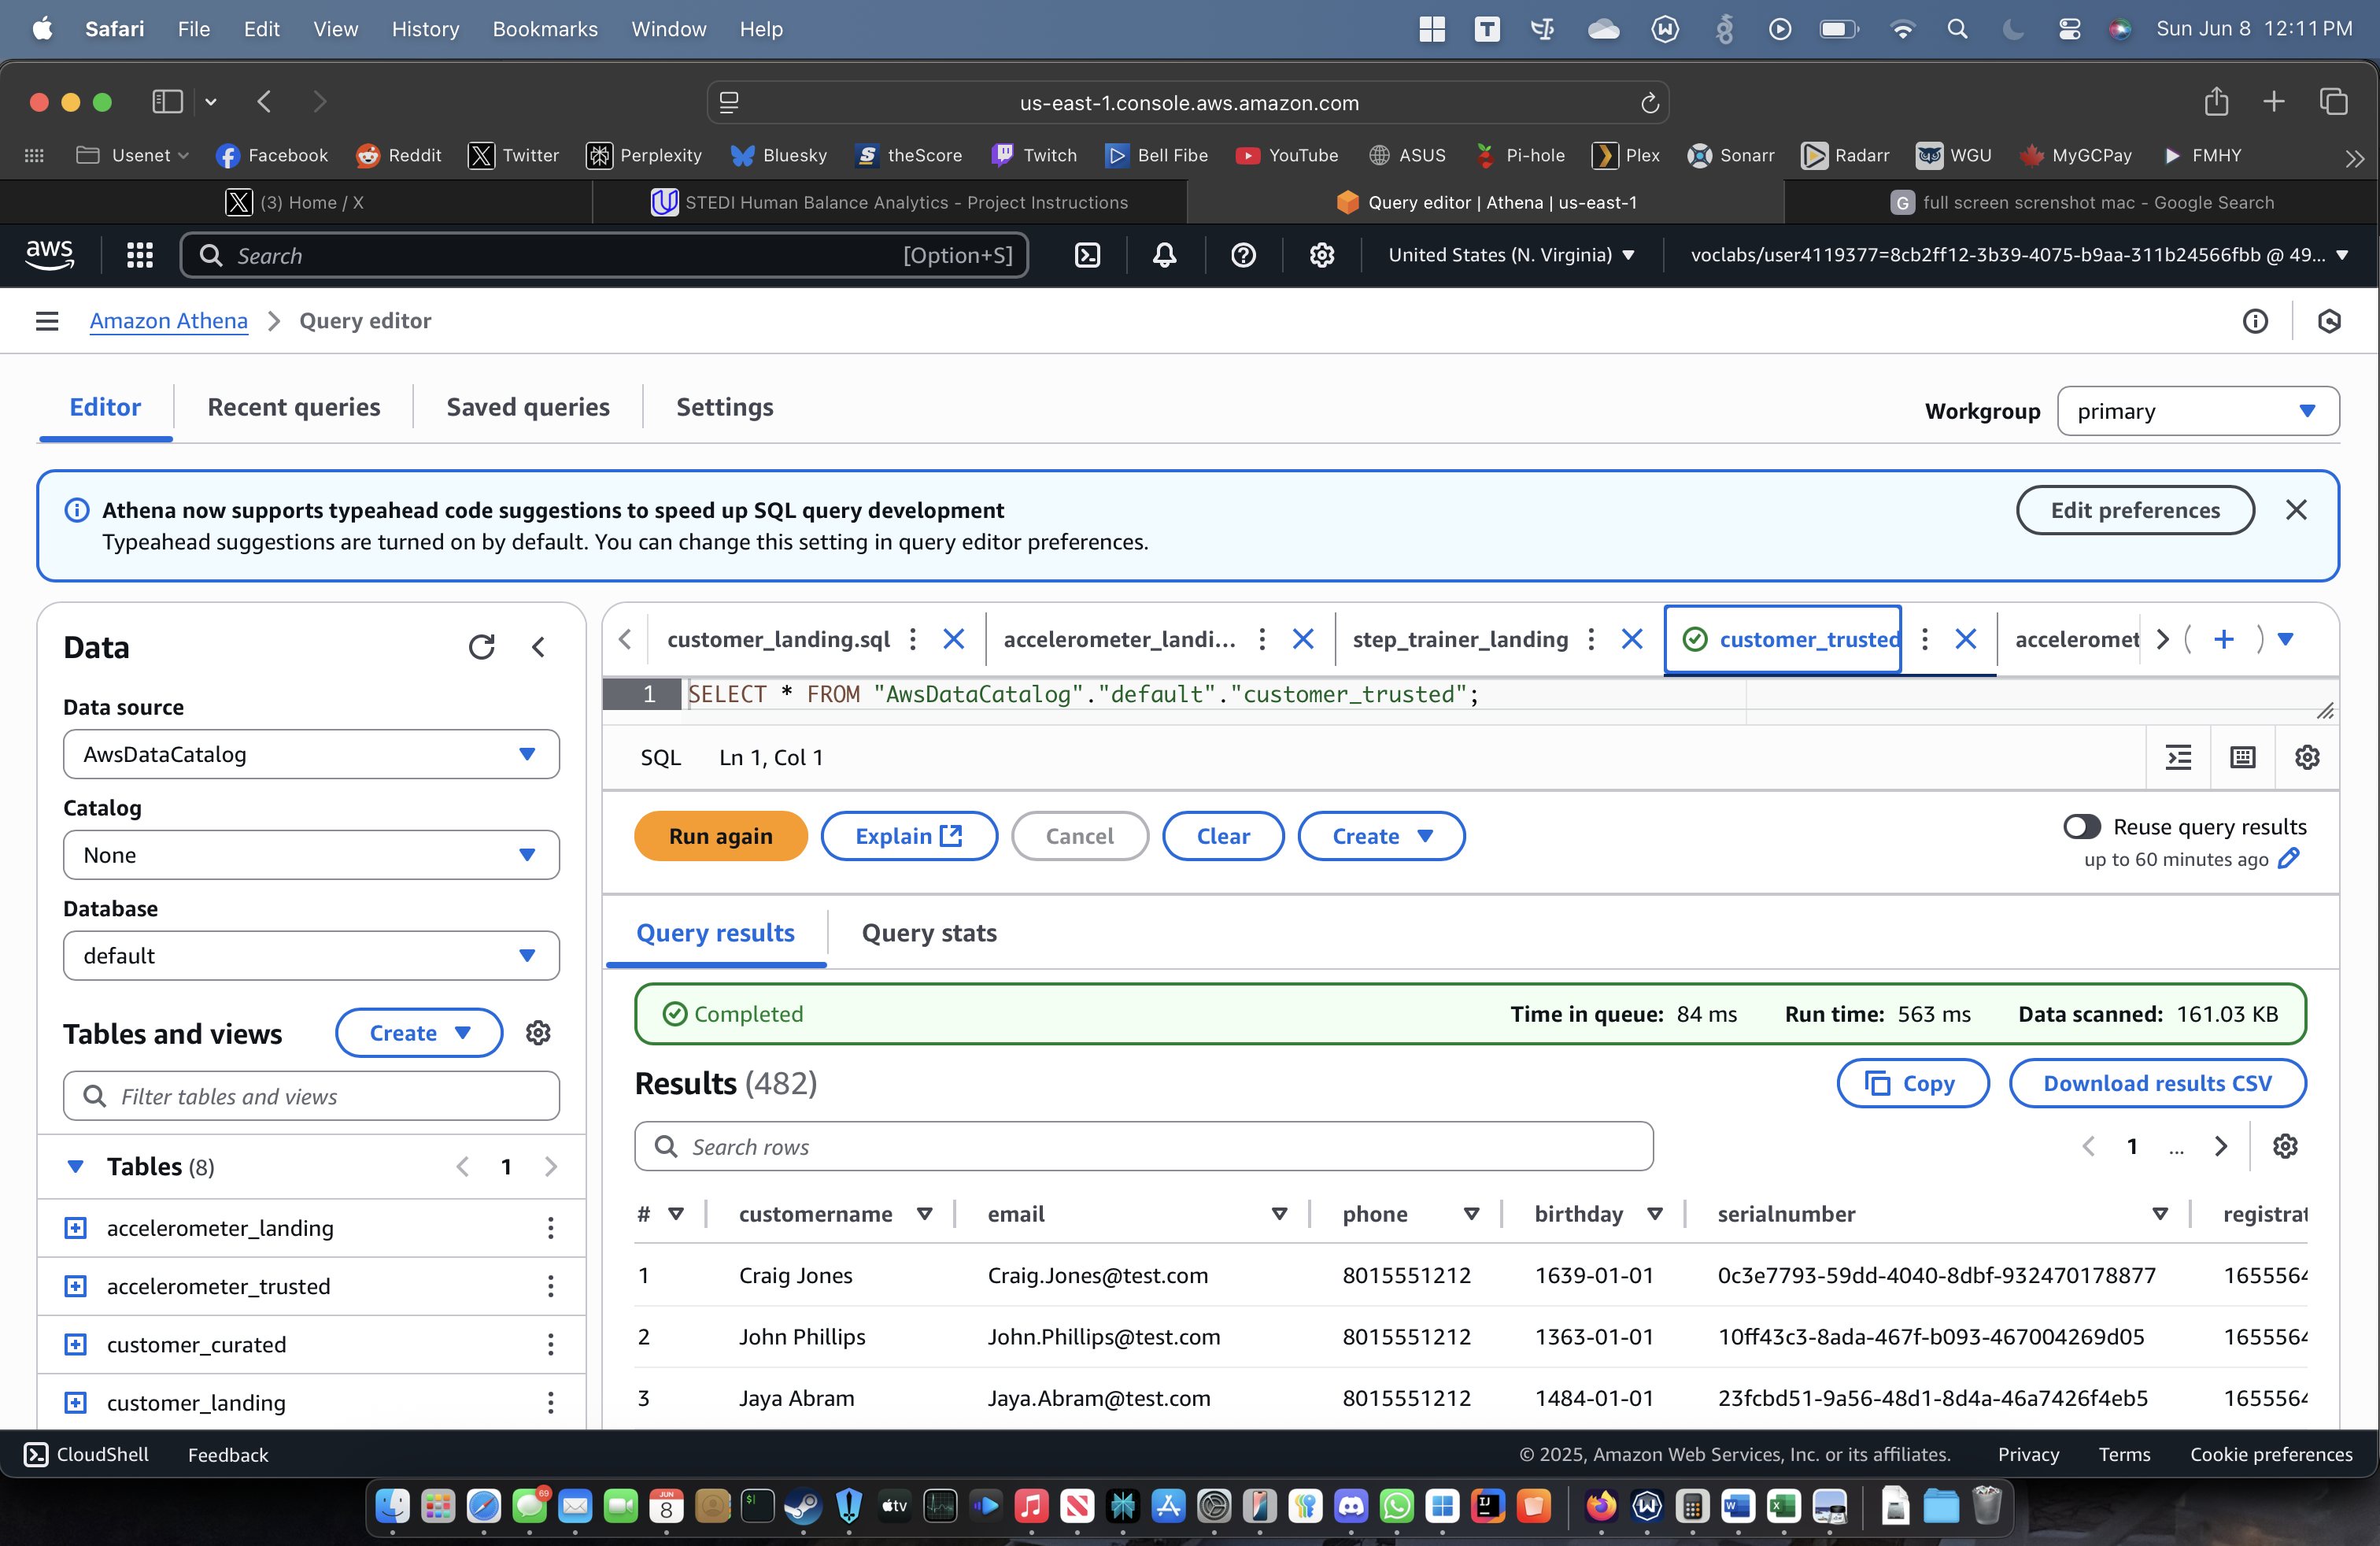 Safari File Edit View History Bookmarks Window Help Sun Jun 8 12:11 PM
us-east-1.console.aws.amazon.com
Usenet Facebook Reddit Twitter Perplexity Bluesky theScore Twitch Bell Fibe YouTube ASUS Pi-hole Plex Sonarr Radarr WGU MyGCPay FMHY
(3) Home / X STEDI Human Balance Analytics - Project Instructions Query editor | Athena | us-east-1 G full screen screnshot mac - Google Search
aws Search [Option+S] United States (N. Virginia) voclabs/user4119377=8cb2ff12-3b39-4075-b9aa-311b24566fbb @ 49...
Amazon Athena Query editor
Editor Recent queries Saved queries Settings Workgroup primary
Athena now supports typeahead code suggestions to speed up SQL query development
Typeahead suggestions are turned on by default. You can change this setting in query editor preferences.
Edit preferences
Data
Data source
AwsDataCatalog
Catalog
None
Database
default
Tables and views Create
Filter tables and views
Tables (8) 1
accelerometer_landing
accelerometer_trusted
customer_curated
customer_landing
customer_landing.sql accelerometer_landi... step_trainer_landing customer_trusted acceleromet
1 SELECT * FROM "AwsDataCatalog"."default"."customer_trusted";
SQL Ln 1, Col 1
Run again Explain Cancel Clear Create
Reuse query results
up to 60 minutes ago
Query results Query stats
Completed Time in queue: 84 ms Run time: 563 ms Data scanned: 161.03 KB
Results (482) Copy Download results CSV
Search rows 1 ...
# customername email phone birthday serialnumber registrat
1 Craig Jones Craig.Jones@test.com 8015551212 1639-01-01 0c3e7793-59dd-4040-8dbf-932470178877 1655564
2 John Phillips John.Phillips@test.com 8015551212 1363-01-01 10ff43c3-8ada-467f-b093-467004269d05 1655564
3 Jaya Abram Jaya.Abram@test.com 8015551212 1484-01-01 23fcbd51-9a56-48d1-8d4a-46a7426f4eb5 1655564
CloudShell Feedback © 2025, Amazon Web Services, Inc. or its affiliates. Privacy Terms Cookie preferences
69 JUN 8 tv